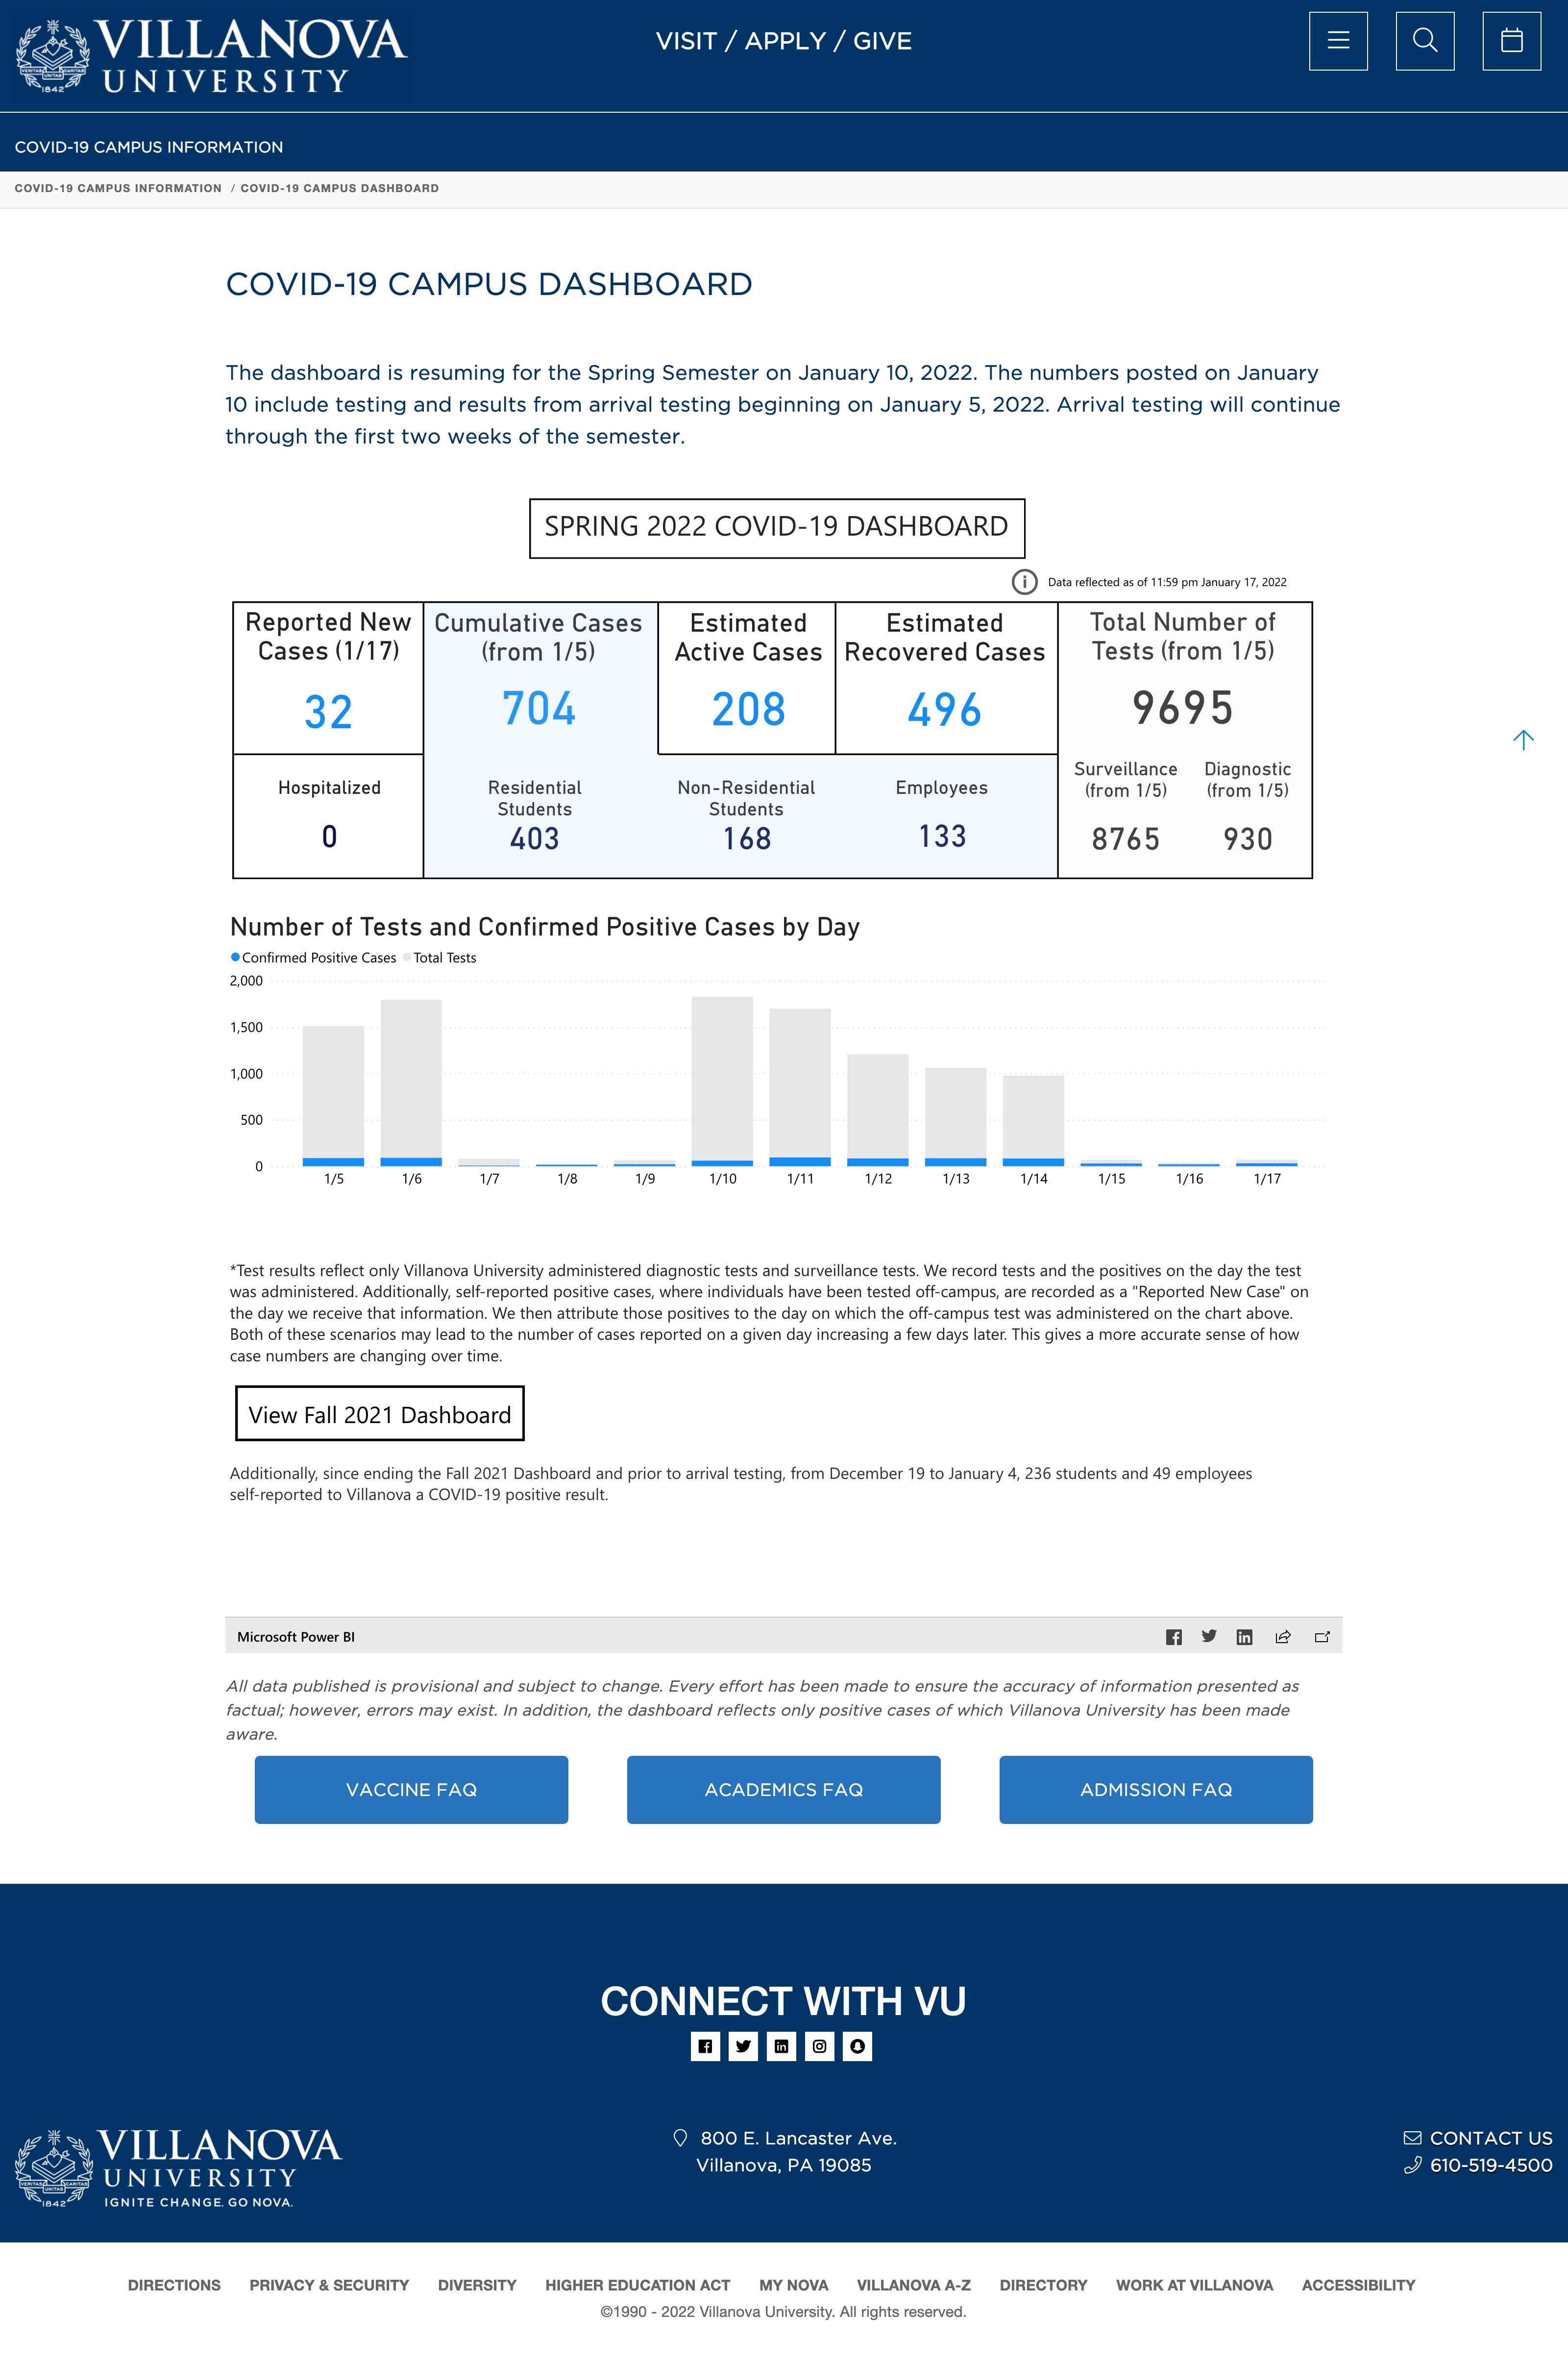 VILLANOVA
UNIVERSITY
1842
VISIT / APPLY / GIVE
COVID-19 CAMPUS INFORMATION
COVID-19 CAMPUS INFORMATION / COVID-19 CAMPUS DASHBOARD
COVID-19 CAMPUS DASHBOARD
The dashboard is resuming for the Spring Semester on January 10, 2022. The numbers posted on January
10 include testing and results from arrival testing beginning on January 5, 2022. Arrival testing will continue
through the first two weeks of the semester.
SPRING 2022 COVID-19 DASHBOARD
Data reflected as of 11:59 pm January 17, 2022
Reported New
Cases (1/17)
32
Cumulative Cases
(from 1/5)
704
Estimated
Active Cases
208
Estimated
Recovered Cases
496
Total Number of
Tests (from 1/5)
9695
Hospitalized
0
Residential
Students
403
Non-Residential
Students
168
Employees
133
Surveillance
(from 1/5)
8765
Diagnostic
(from 1/5)
930
Number of Tests and Confirmed Positive Cases by Day
Confirmed Positive Cases Total Tests
2,000
1,500
1,000
500
0
1/5 1/6 1/7 1/8 1/9 1/10 1/11 1/12 1/13 1/14 1/15 1/16 1/17
*Test results reflect only Villanova University administered diagnostic tests and surveillance tests. We record tests and the positives on the day the test
was administered. Additionally, self-reported positive cases, where individuals have been tested off-campus, are recorded as a "Reported New Case" on
the day we receive that information. We then attribute those positives to the day on which the off-campus test was administered on the chart above.
Both of these scenarios may lead to the number of cases reported on a given day increasing a few days later. This gives a more accurate sense of how
case numbers are changing over time.
View Fall 2021 Dashboard
Additionally, since ending the Fall 2021 Dashboard and prior to arrival testing, from December 19 to January 4, 236 students and 49 employees
self-reported to Villanova a COVID-19 positive result.
Microsoft Power BI
All data published is provisional and subject to change. Every effort has been made to ensure the accuracy of information presented as
factual; however, errors may exist. In addition, the dashboard reflects only positive cases of which Villanova University has been made
aware.
VACCINE FAQ
ACADEMICS FAQ
ADMISSION FAQ
CONNECT WITH VU
VILLANOVA
UNIVERSITY
IGNITE CHANGE. GO NOVA.
1842
800 E. Lancaster Ave.
Villanova, PA 19085
CONTACT US
610-519-4500
DIRECTIONS PRIVACY & SECURITY DIVERSITY HIGHER EDUCATION ACT MY NOVA VILLANOVA A-Z DIRECTORY WORK AT VILLANOVA ACCESSIBILITY
©1990 - 2022 Villanova University. All rights reserved.